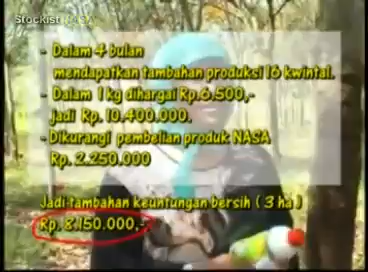 Stockist NASA
- Dalam 4 bulan
mendapatkan tambahan produksi 16 kwintal.
- Dalam 1 kg dihargai Rp.6.500,-
jadi Rp. 10.400.000.
- Dikurangi pembelian produk NASA
Rp. 2.250.000
Jadi tambahan keuntungan bersih ( 3 ha )
Rp. 8.150.000,-